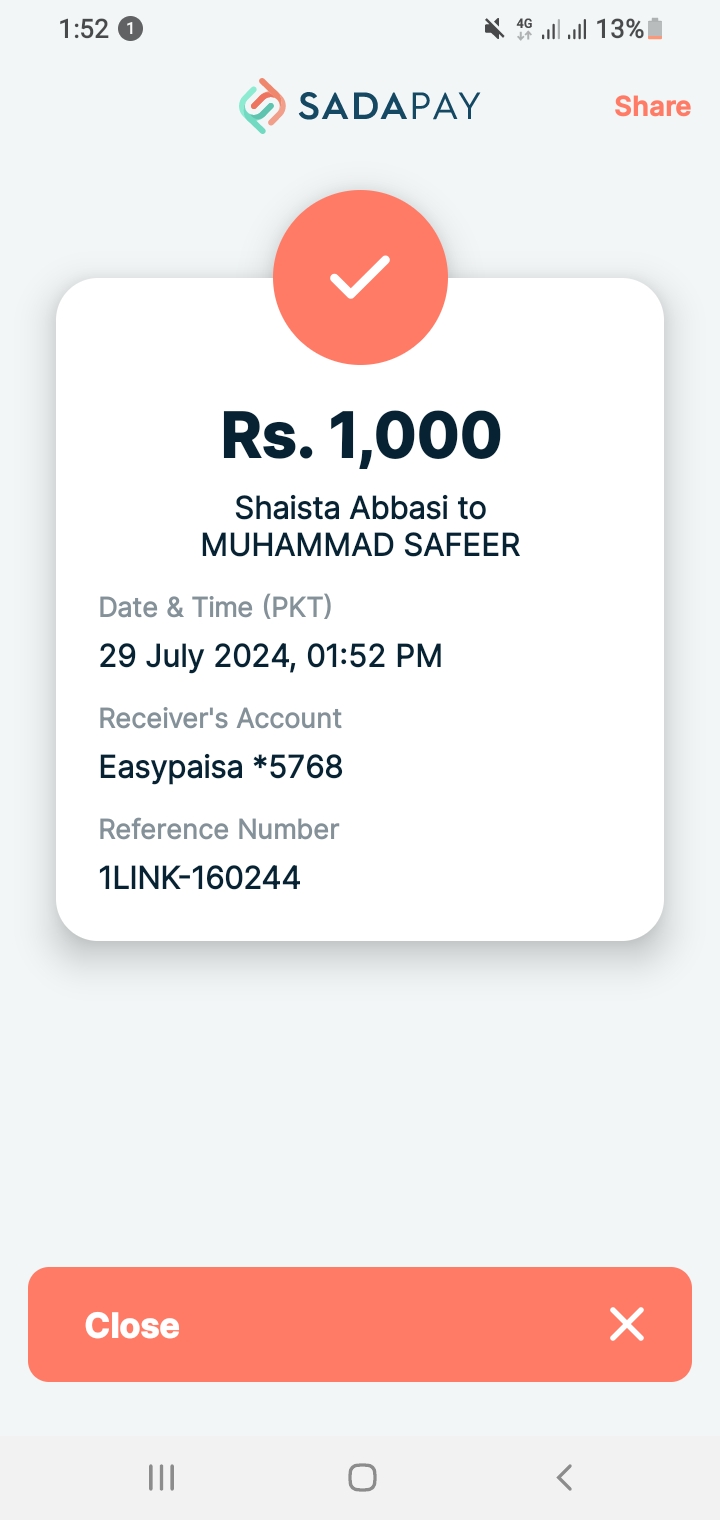 1:52 1 4G 13%
SADAPAY
Share
Rs. 1,000
Shaista Abbasi to
MUHAMMAD SAFEER
Date & Time (PKT)
29 July 2024, 01:52 PM
Receiver's Account
Easypaisa *5768
Reference Number
1LINK-160244
Close